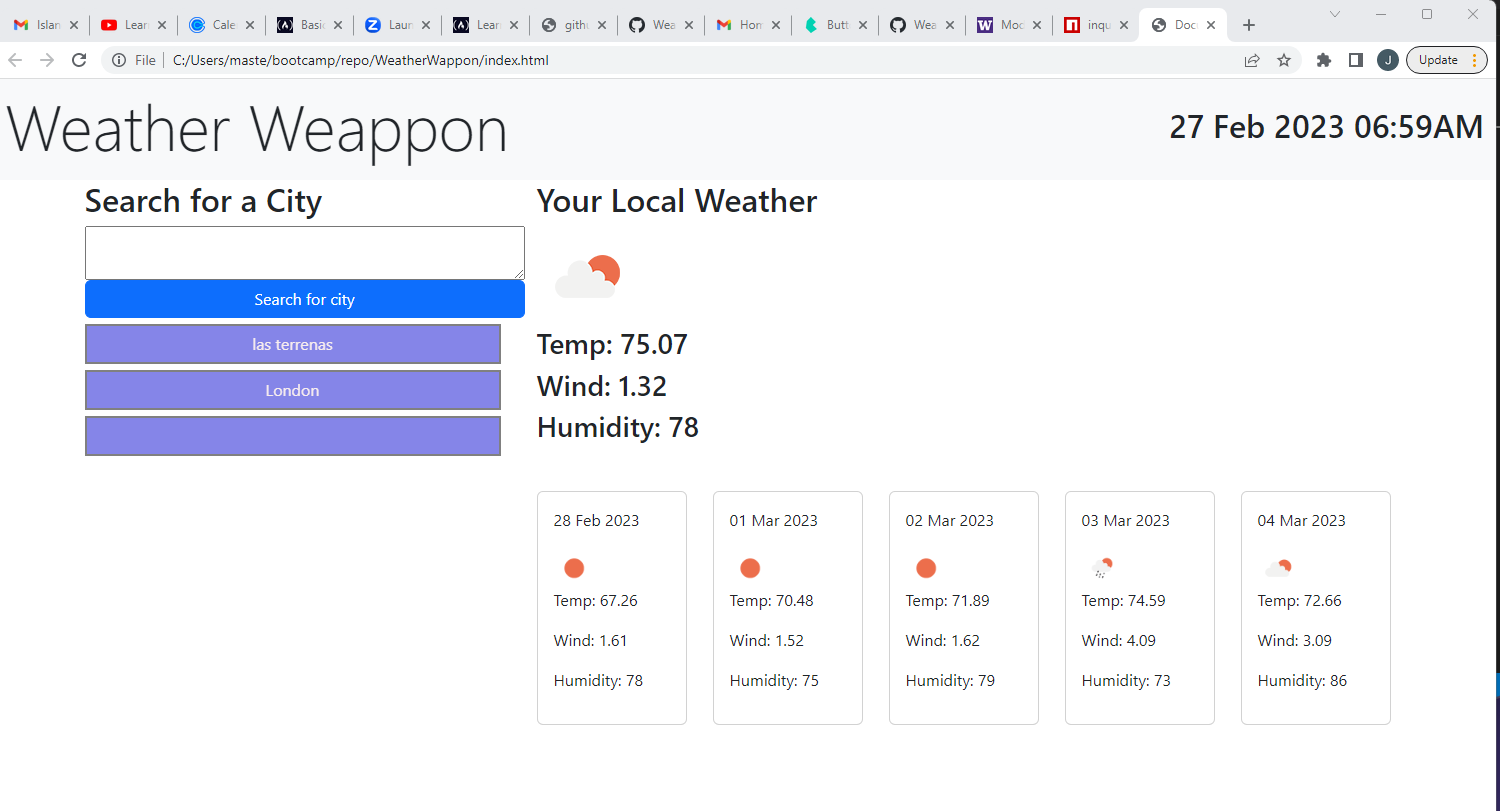 Islan
Learn
Cale
Basic
Laun
Learn
githu
Wea
Hom
Butt
Wea
Moc
inqu
Docu
File
C:/Users/maste/bootcamp/repo/WeatherWappon/index.html
J
Update
Weather Weappon
27 Feb 2023 06:59AM
Search for a City
Search for city
las terrenas
London
Your Local Weather
Temp: 75.07
Wind: 1.32
Humidity: 78
28 Feb 2023
Temp: 67.26
Wind: 1.61
Humidity: 78
01 Mar 2023
Temp: 70.48
Wind: 1.52
Humidity: 75
02 Mar 2023
Temp: 71.89
Wind: 1.62
Humidity: 79
03 Mar 2023
Temp: 74.59
Wind: 4.09
Humidity: 73
04 Mar 2023
Temp: 72.66
Wind: 3.09
Humidity: 86